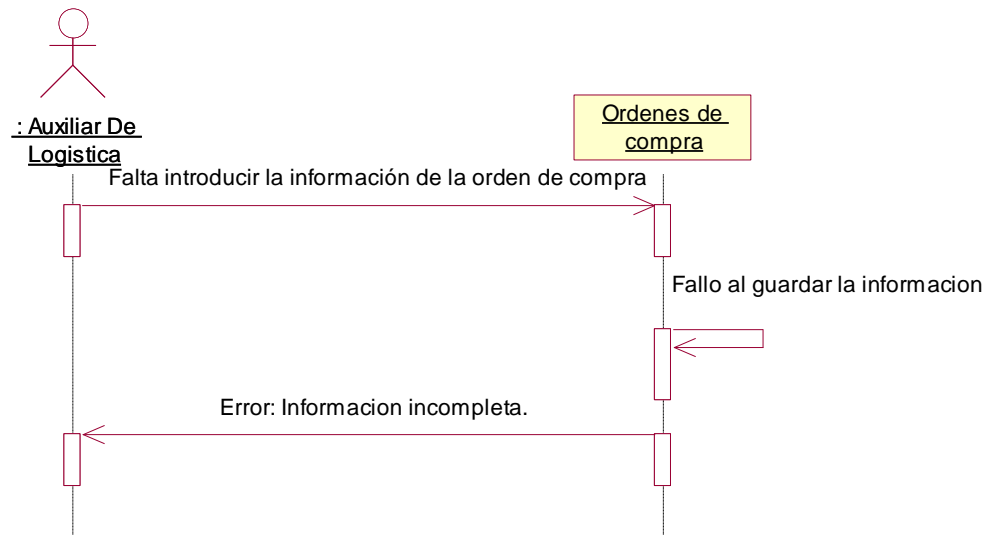 : Auxiliar De
Logistica
Ordenes de
compra
Falta introducir la información de la orden de compra
Fallo al guardar la informacion
Error: Informacion incompleta.